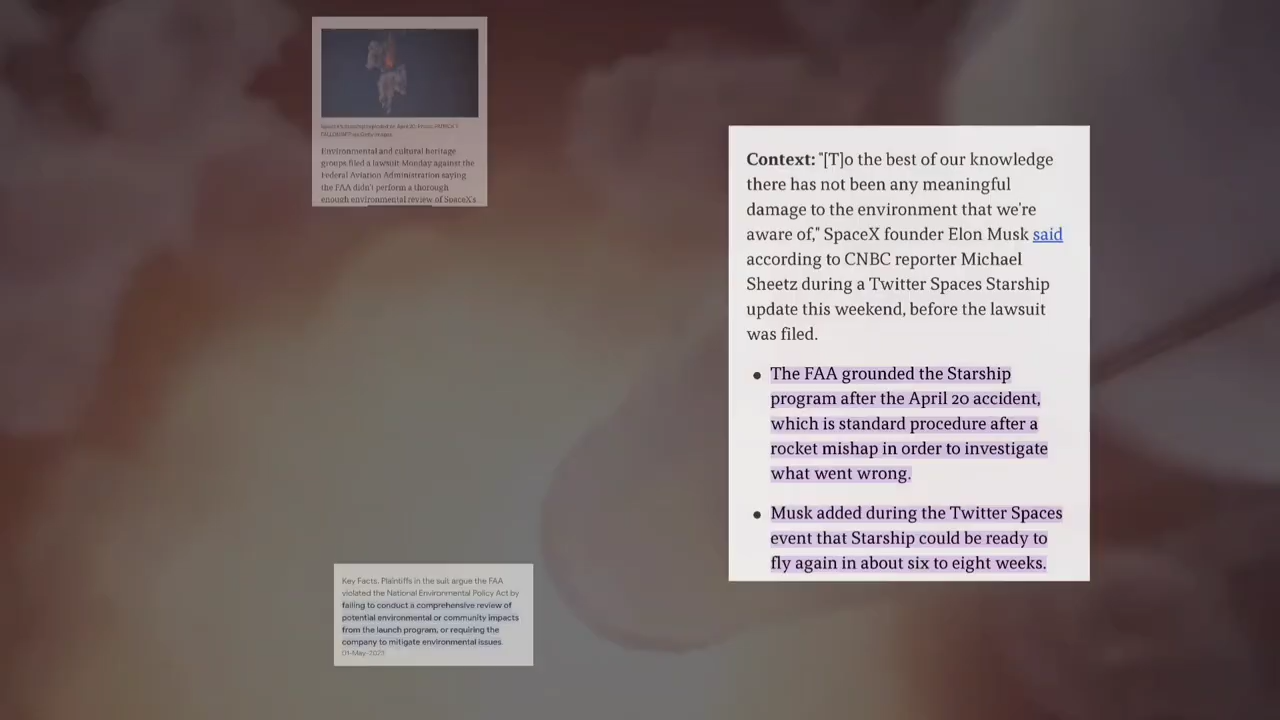 Environmental and cultural heritage
groups filed a lawsuit Monday against the
Federal Aviation Administration saying
the FAA didn't perform a thorough
enough environmental review of SpaceX's
Context: "[T]o the best of our knowledge
there has not been any meaningful
damage to the environment that we're
aware of," SpaceX founder Elon Musk said
according to CNBC reporter Michael
Sheetz during a Twitter Spaces Starship
update this weekend, before the lawsuit
was filed.
• The FAA grounded the Starship
program after the April 20 accident,
which is standard procedure after a
rocket mishap in order to investigate
what went wrong.
• Musk added during the Twitter Spaces
event that Starship could be ready to
fly again in about six to eight weeks.
Key Facts. Plaintiffs in the suit argue the FAA
violated the National Environmental Policy Act by
failing to conduct a comprehensive review of
potential environmental or community impacts
from the launch program, or requiring the
company to mitigate environmental issues
01-May-2023